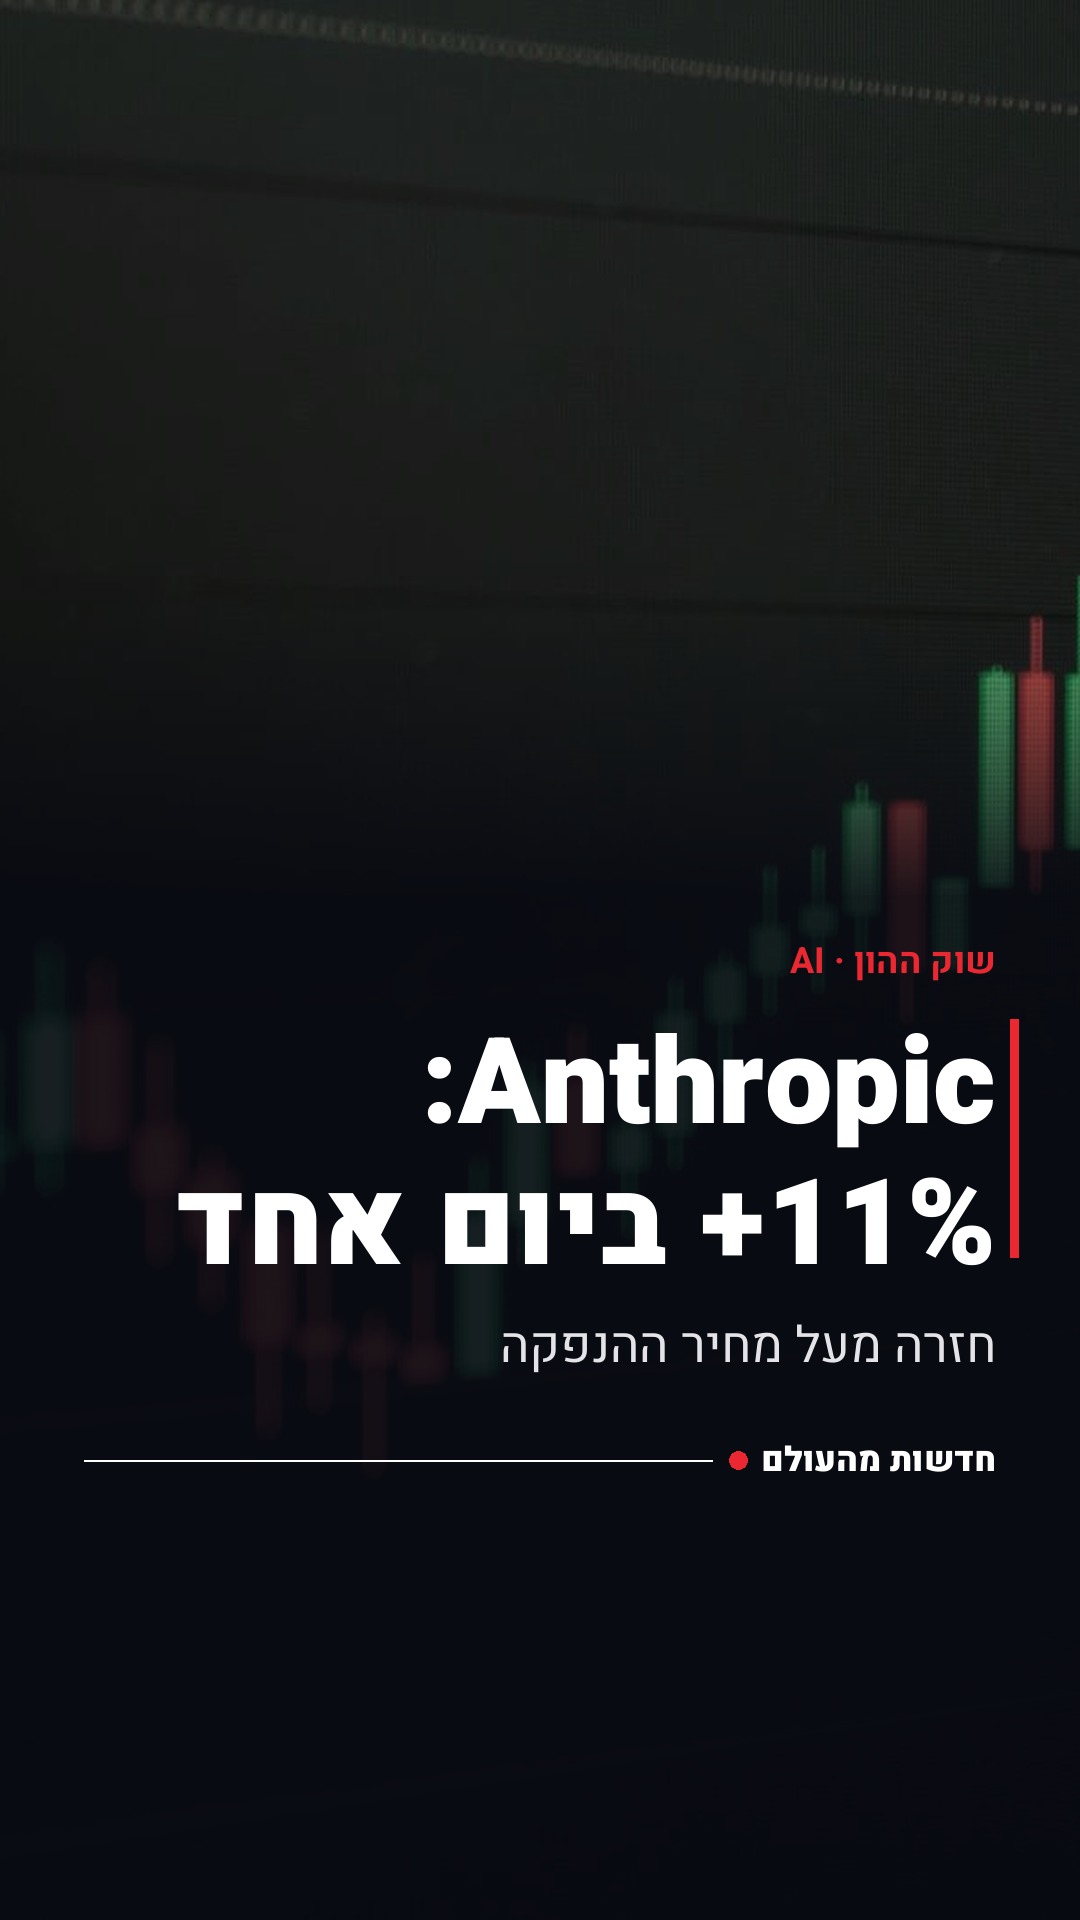 שוק ההון · AI
Anthropic:
+11% ביום אחד
חזרה מעל מחיר ההנפקה
חדשות מהעולם